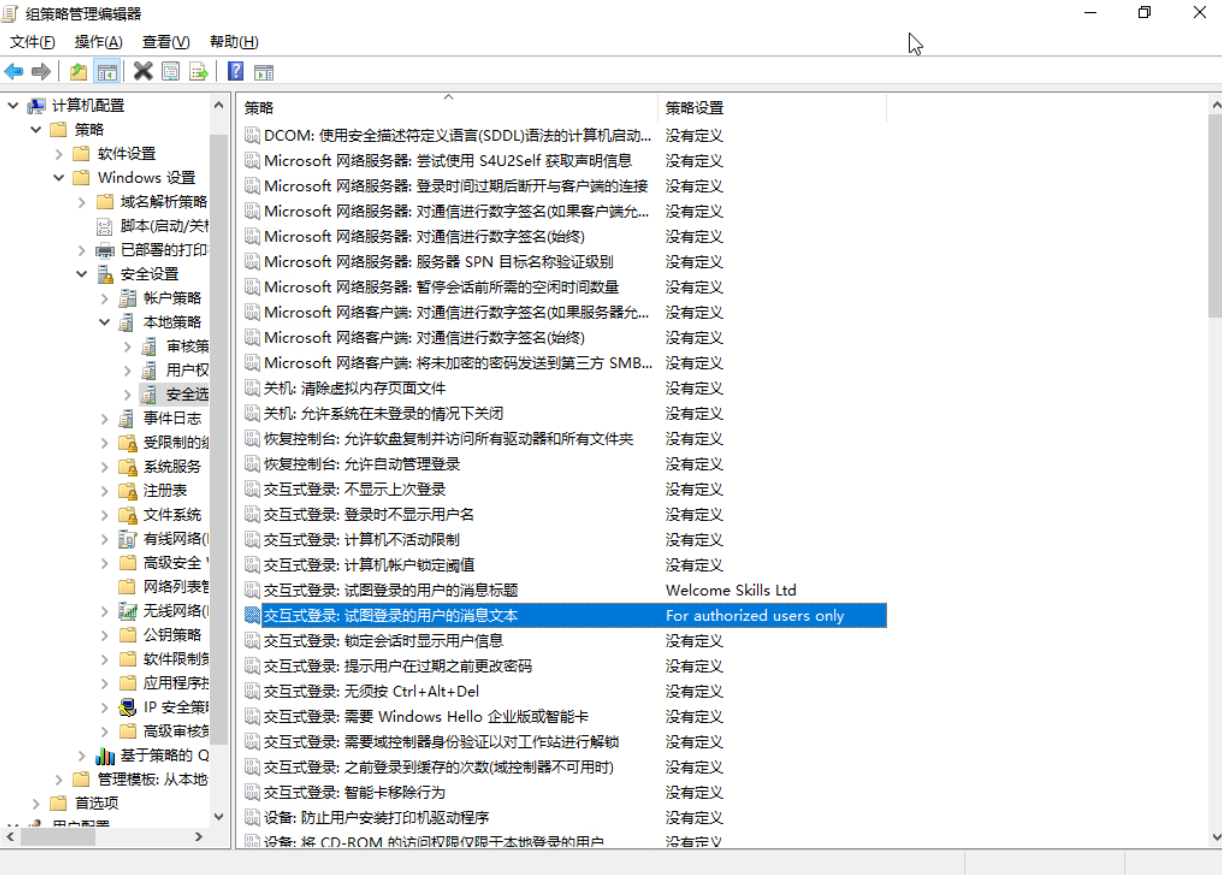 组策略管理编辑器
文件(F) 操作(A) 查看(V) 帮助(H)
计算机配置
策略
软件设置
Windows 设置
域名解析策略
脚本(启动/关机
已部署的打印
安全设置
帐户策略
本地策略
审核策
用户权
安全选
事件日志
受限制的组
系统服务
注册表
文件系统
有线网络(I
高级安全
网络列表管
无线网络(I
公钥策略
软件限制策
应用程序控
IP 安全策略
高级审核策
基于策略的 Q
管理模板: 从本地
首选项
用户配置
策略 策略设置
DCOM: 使用安全描述符定义语言(SDDL)语法的计算机启动... 没有定义
Microsoft 网络服务器: 尝试使用 S4U2Self 获取声明信息 没有定义
Microsoft 网络服务器: 登录时间过期后断开与客户端的连接 没有定义
Microsoft 网络服务器: 对通信进行数字签名(如果客户端允... 没有定义
Microsoft 网络服务器: 对通信进行数字签名(始终) 没有定义
Microsoft 网络服务器: 服务器 SPN 目标名称验证级别 没有定义
Microsoft 网络服务器: 暂停会话前所需的空闲时间数量 没有定义
Microsoft 网络客户端: 对通信进行数字签名(如果服务器允... 没有定义
Microsoft 网络客户端: 对通信进行数字签名(始终) 没有定义
Microsoft 网络客户端: 将未加密的密码发送到第三方 SMB... 没有定义
关机: 清除虚拟内存页面文件 没有定义
关机: 允许系统在未登录的情况下关闭 没有定义
恢复控制台: 允许软盘复制并访问所有驱动器和所有文件夹 没有定义
恢复控制台: 允许自动管理登录 没有定义
交互式登录: 不显示上次登录 没有定义
交互式登录: 登录时不显示用户名 没有定义
交互式登录: 计算机不活动限制 没有定义
交互式登录: 计算机帐户锁定阈值 没有定义
交互式登录: 试图登录的用户的消息标题 Welcome Skills Ltd
交互式登录: 试图登录的用户的消息文本 For authorized users only
交互式登录: 锁定会话时显示用户信息 没有定义
交互式登录: 提示用户在过期之前更改密码 没有定义
交互式登录: 无须按 Ctrl+Alt+Del 没有定义
交互式登录: 需要 Windows Hello 企业版或智能卡 没有定义
交互式登录: 需要域控制器身份验证以对工作站进行解锁 没有定义
交互式登录: 之前登录到缓存的次数(域控制器不可用时) 没有定义
交互式登录: 智能卡移除行为 没有定义
设备: 防止用户安装打印机驱动程序 没有定义
设备: 将 CD-ROM 的访问权限仅限于本地登录的用户 没有定义